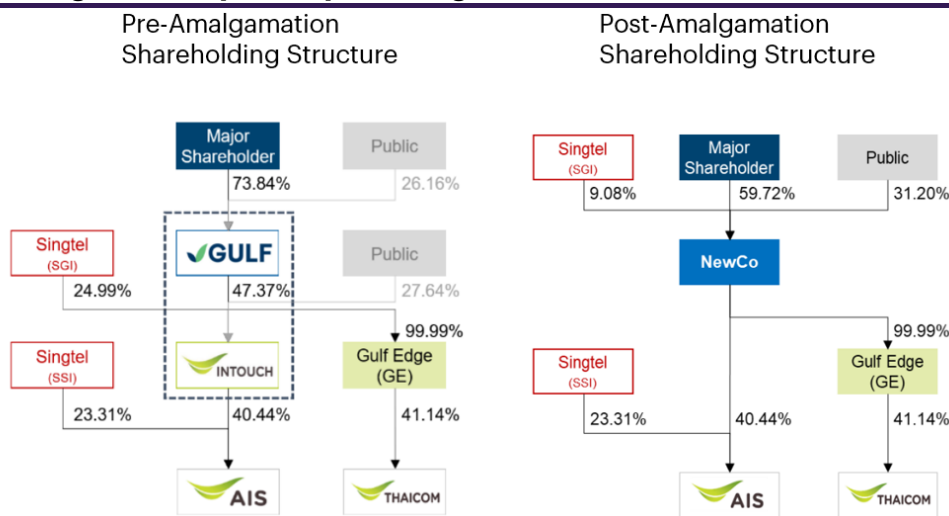 Pre-Amalgamation
Shareholding Structure
Major
Shareholder
Public
73.84%
26.16%
Singtel
(SGI)
GULF
Public
24.99%
47.37%
27.64%
99.99%
Singtel
(SSI)
INTOUCH
Gulf Edge
(GE)
23.31%
40.44%
41.14%
AIS
THAICOM
Post-Amalgamation
Shareholding Structure
Singtel
(SGI)
Major
Shareholder
Public
9.08%
59.72%
31.20%
NewCo
99.99%
Singtel
(SSI)
Gulf Edge
(GE)
23.31%
40.44%
41.14%
AIS
THAICOM